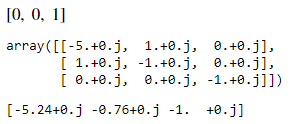 [0, 0, 1]
array([[-5.+0.j,  1.+0.j,  0.+0.j],
       [ 1.+0.j, -1.+0.j,  0.+0.j],
       [ 0.+0.j,  0.+0.j, -1.+0.j]])
[-5.24+0.j -0.76+0.j -1.  +0.j]